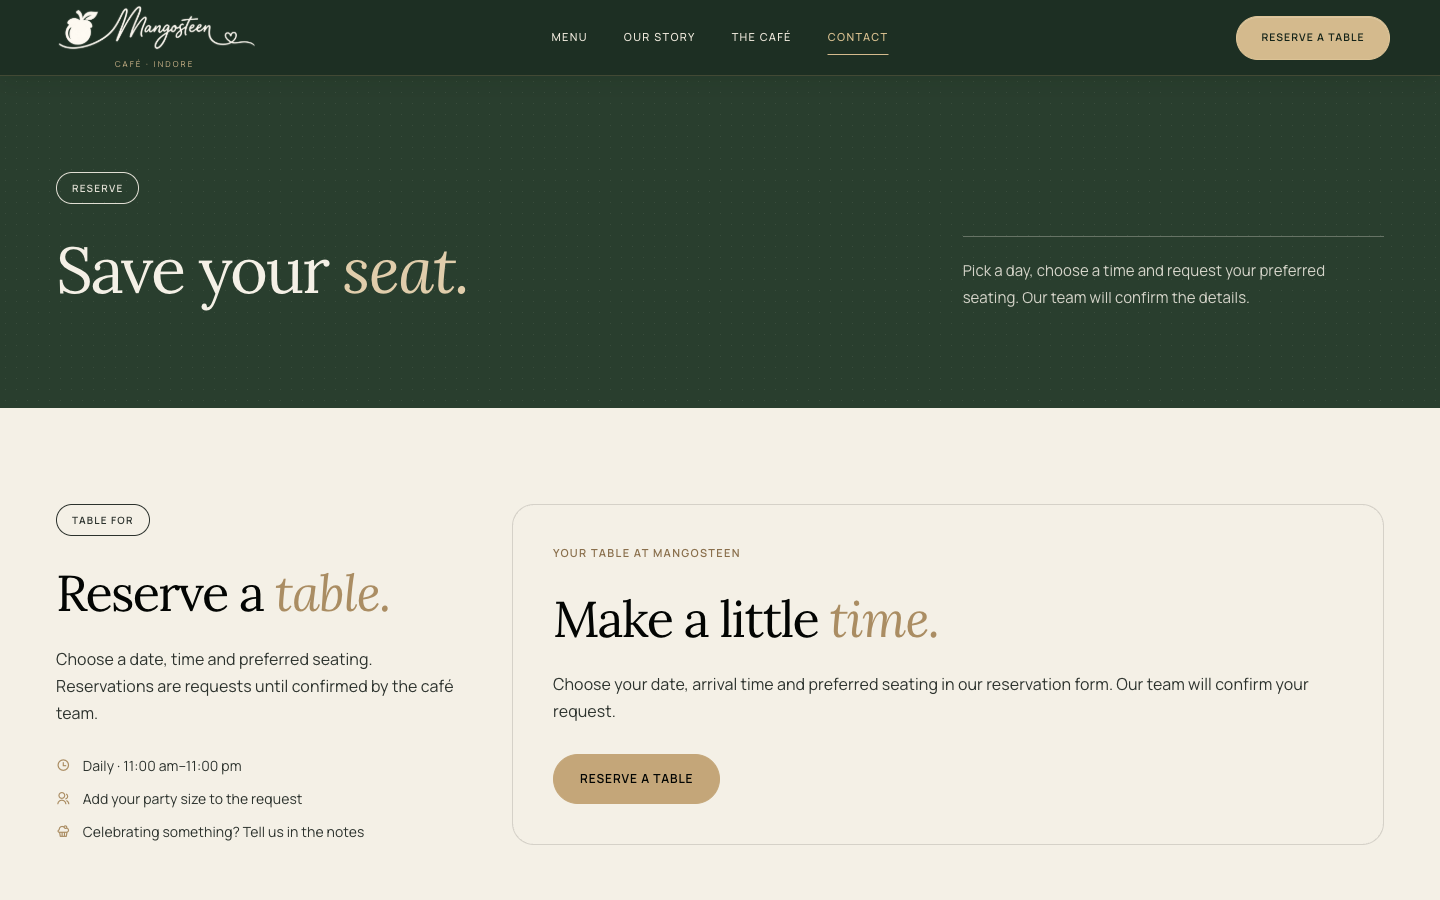 Mangosteen
CAFÉ · INDORE
MENU
OUR STORY
THE CAFÉ
CONTACT
RESERVE A TABLE
RESERVE
Save your seat.
Pick a day, choose a time and request your preferred
seating. Our team will confirm the details.
TABLE FOR
Reserve a table.
Choose a date, time and preferred seating.
Reservations are requests until confirmed by the café
team.
Daily · 11:00 am–11:00 pm
Add your party size to the request
Celebrating something? Tell us in the notes
YOUR TABLE AT MANGOSTEEN
Make a little time.
Choose your date, arrival time and preferred seating in our reservation form. Our team will confirm your
request.
RESERVE A TABLE